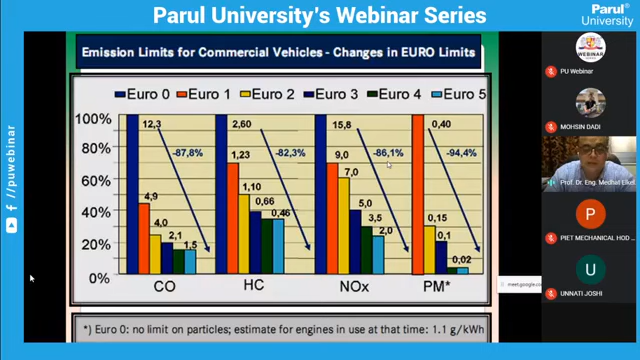 Parul University's Webinar Series
Parul®
University
Emission Limits for Commercial Vehicles - Changes in EURO Limits
Euro 0 Euro 1 Euro 2 Euro 3 Euro 4 Euro 5
100% 12,3 2,60 15,8 0,40
80% -87,8% -82,3% -86,1% -94,4%
1,23 9,0
60% 1,10 7,0
4,9 0,66 5,0
40% 4,0 0,46 3,5 0,15
20% 2,1 2,0 0,1
1,5 0,02
0%
CO HC NOx PM*
*) Euro 0: no limit on particles; estimate for engines in use at that time: 1.1 g/kWh
/puwebinar
WEBINAR
PU Webinar
MOHSIN DADI
Prof. Dr. Eng. Medhat Elkel
P
PIET MECHANICAL HOD
U
UNNATI JOSHI
meet.google.com